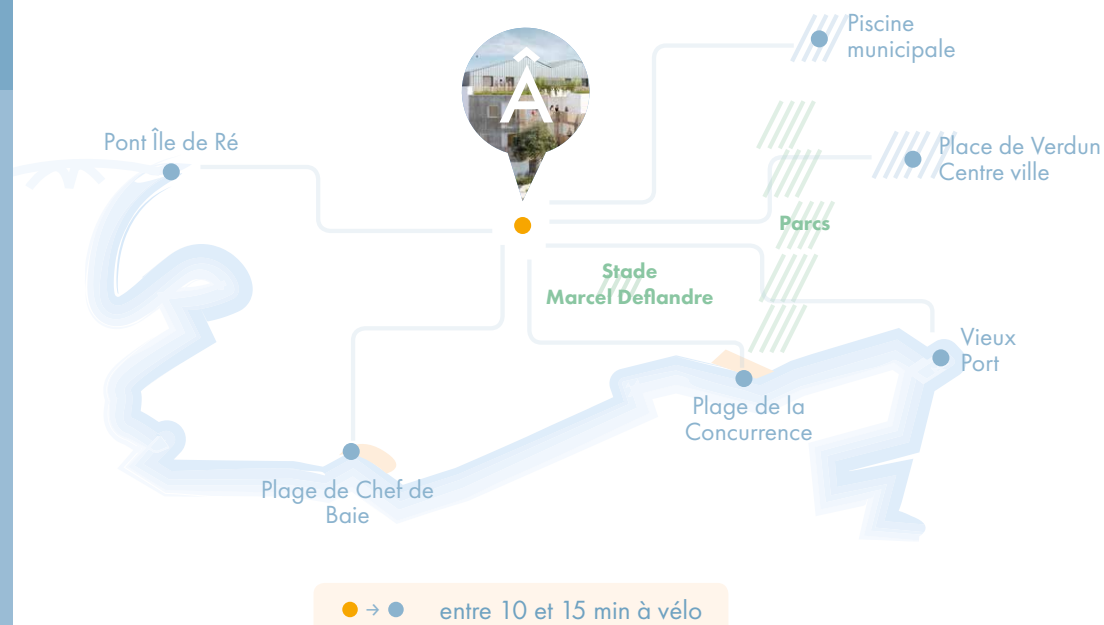 Piscine
municipale
Â
Pont Île de Ré
Place de Verdun
Centre ville
Parcs
Stade
Marcel Deflandre
Vieux
Port
Plage de la
Concurrence
Plage de Chef de
Baie
→ entre 10 et 15 min à vélo